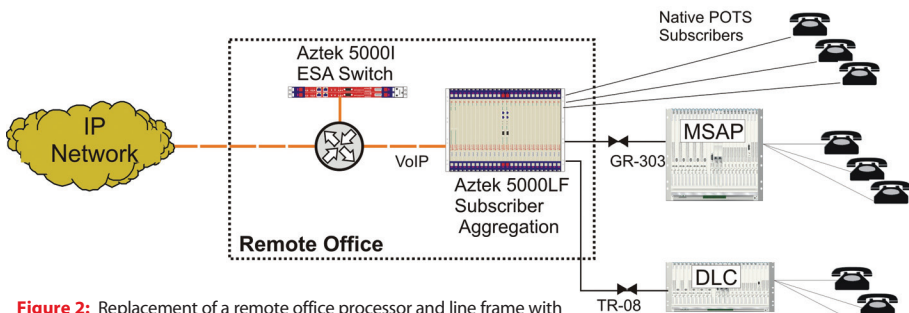 Native POTS
Subscribers
Aztek 5000I
ESA Switch
IP
Network
VoIP
MSAP
GR-303
Aztek 5000LF
Subscriber
Aggregation
Remote Office
DLC
TR-08
Figure 2: Replacement of a remote office processor and line frame with